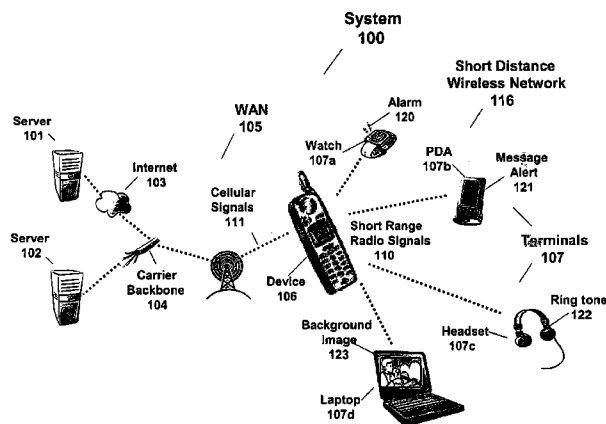 System
100
Short Distance
Wireless Network
116
WAN
105
Alarm
120
Server
101
Watch
107a
PDA
107b
Message
Alert
121
Internet
103
Cellular
Signals
111
Short Range
Radio Signals
110
Terminals
107
Server
102
Carrier
Backbone
104
Device
106
Ring tone
122
Headset
107c
Background
Image
123
Laptop
107d